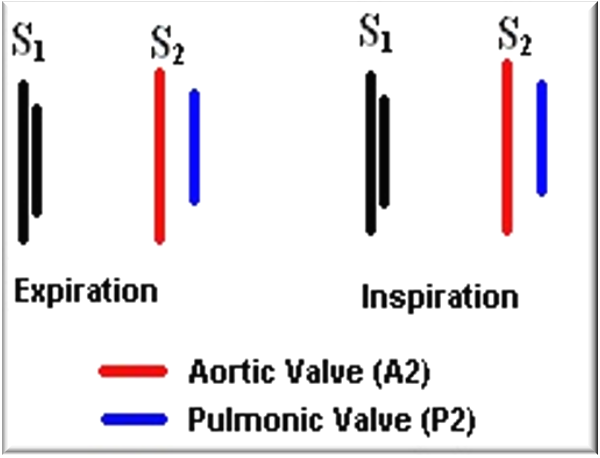 S1 S2 S1 S2
Expiration Inspiration
Aortic Valve (A2)
Pulmonic Valve (P2)